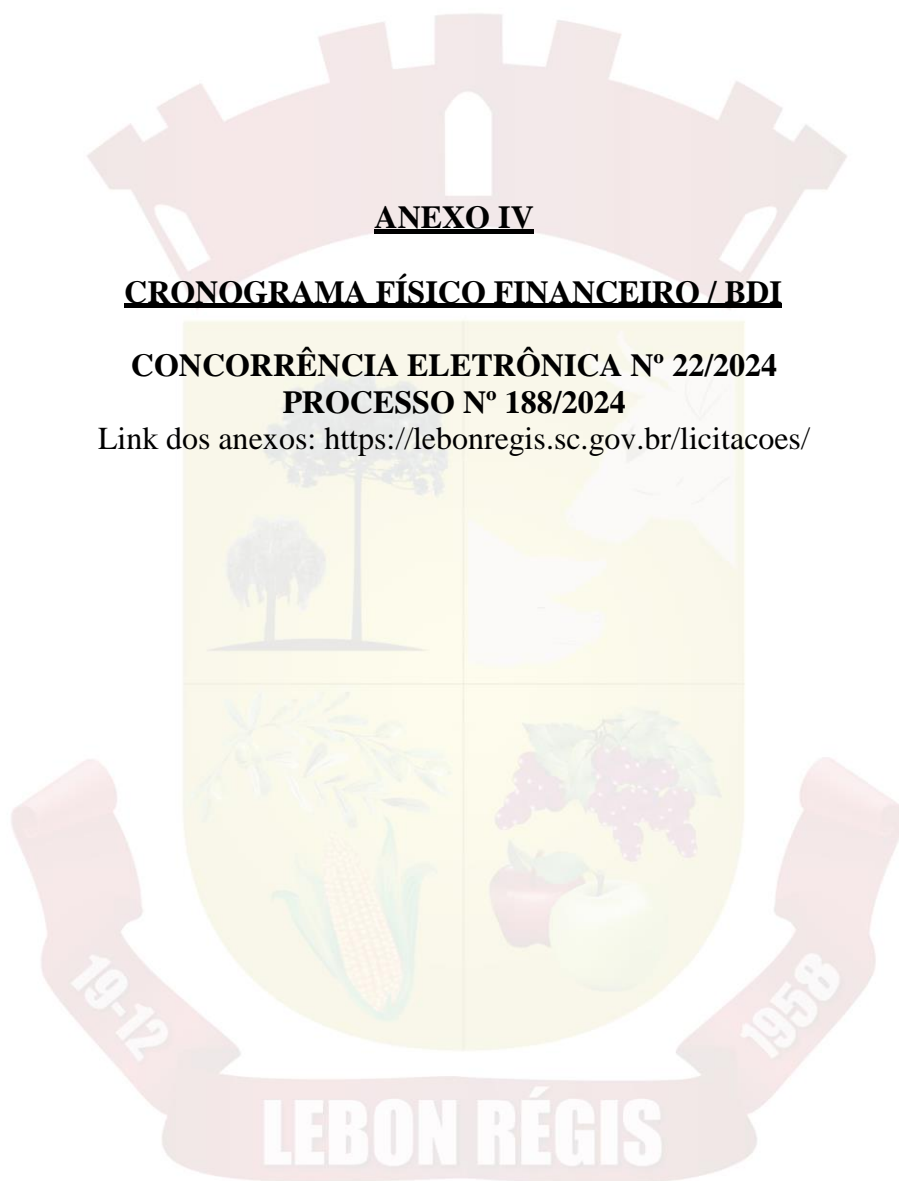 ANEXO IV
CRONOGRAMA FÍSICO FINANCEIRO / BDI
CONCORRÊNCIA ELETRÔNICA Nº 22/2024
PROCESSO Nº 188/2024
Link dos anexos: https://lebonregis.sc.gov.br/licitacoes/
19-12
1958
LEBON RÉGIS